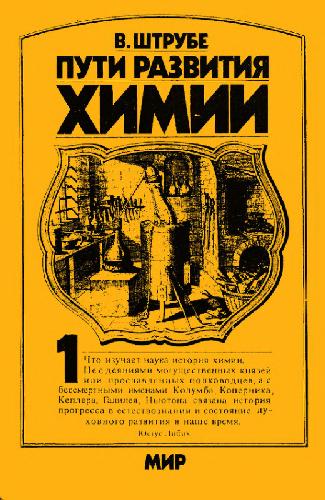 В. ШТРУБЕ
ПУТИ РАЗВИТИЯ
ХИМИИ
1
Что изучает наука история химии.
Не с деяниями могущественных князей
или прославленных полководцев, а с
бессмертными именами Колумба, Коперника,
Кеплера, Галилея, Ньютона связана история
прогресса в естествознании и состояние ду-
ховного развития в наше время.
Юстус Либих
МИР